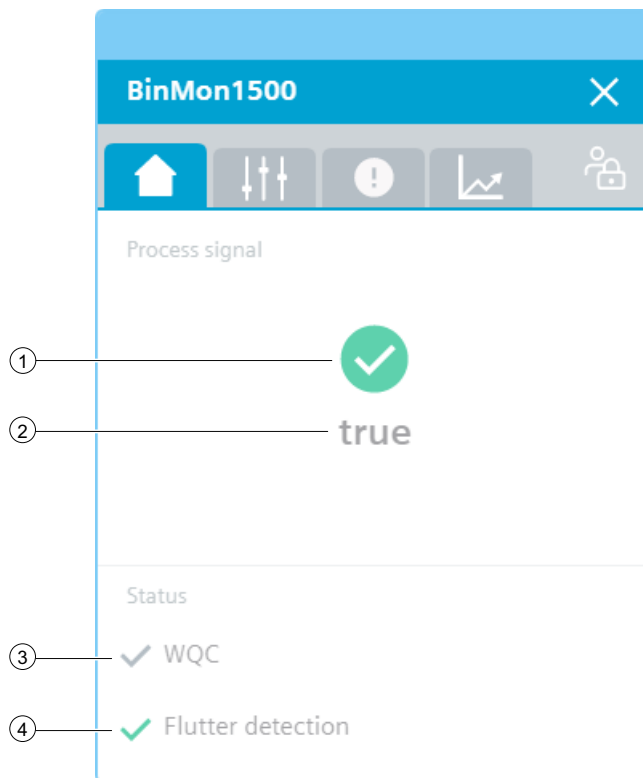 BinMon1500
Process signal
1
2
true
Status
3
WQC
4
Flutter detection